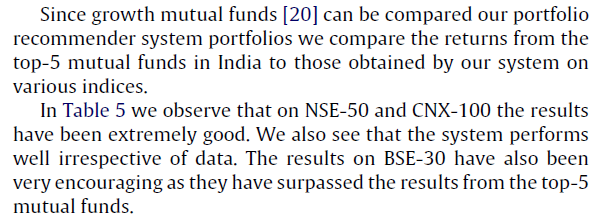 Since growth mutual funds [20] can be compared our portfolio
recommender system portfolios we compare the returns from the
top-5 mutual funds in India to those obtained by our system on
various indices.
In Table 5 we observe that on NSE-50 and CNX-100 the results
have been extremely good. We also see that the system performs
well irrespective of data. The results on BSE-30 have also been
very encouraging as they have surpassed the results from the top-5
mutual funds.